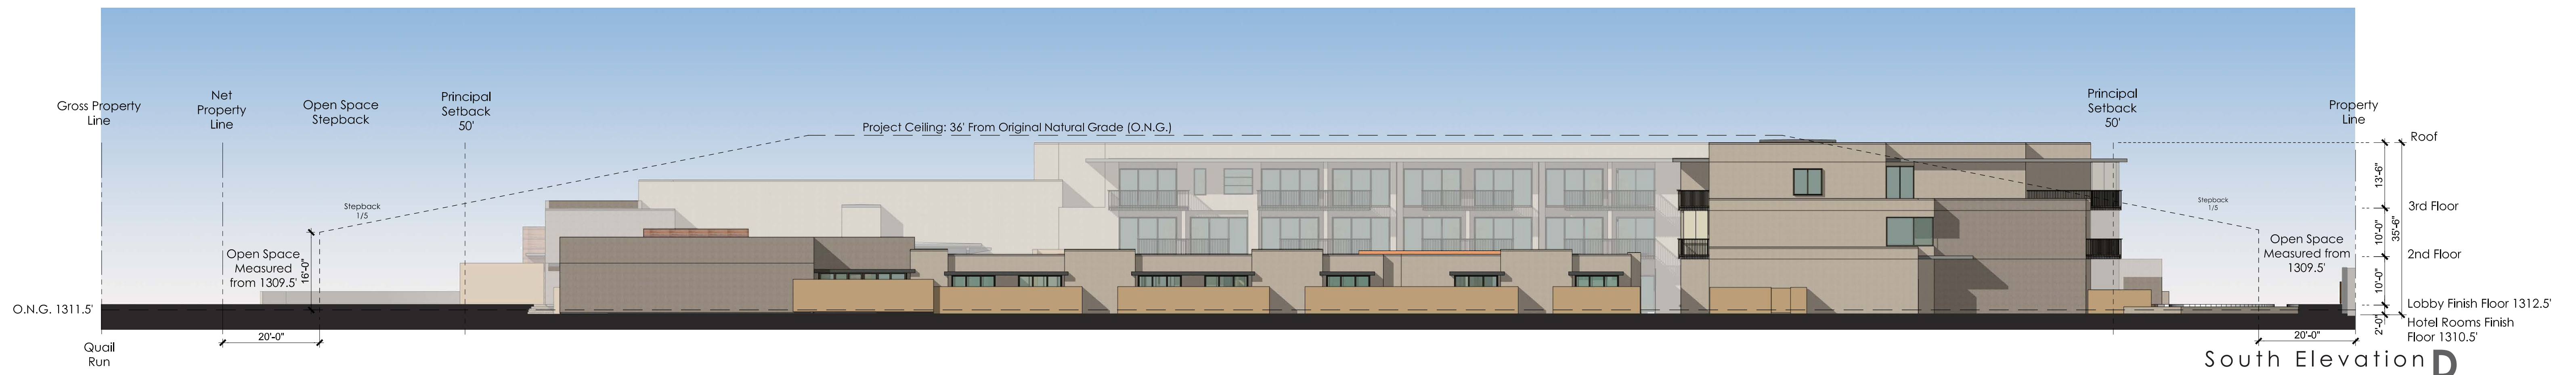 Gross Property
Line
Net
Property
Line
Open Space
Stepback
Principal
Setback
50'
Project Ceiling: 36' From Original Natural Grade (O.N.G.)
Principal
Setback
50'
Property
Line
Roof
13'-6"
3rd Floor
10'-0"
35'-6"
2nd Floor
10'-0"
Lobby Finish Floor 1312.5'
2'-0"
Hotel Rooms Finish
Floor 1310.5'
Stepback
1/5
Stepback
1/5
Open Space
Measured
from 1309.5'
16'-0"
Open Space
Measured from
1309.5'
O.N.G. 1311.5'
20'-0"
20'-0"
Quail
Run
South Elevation D